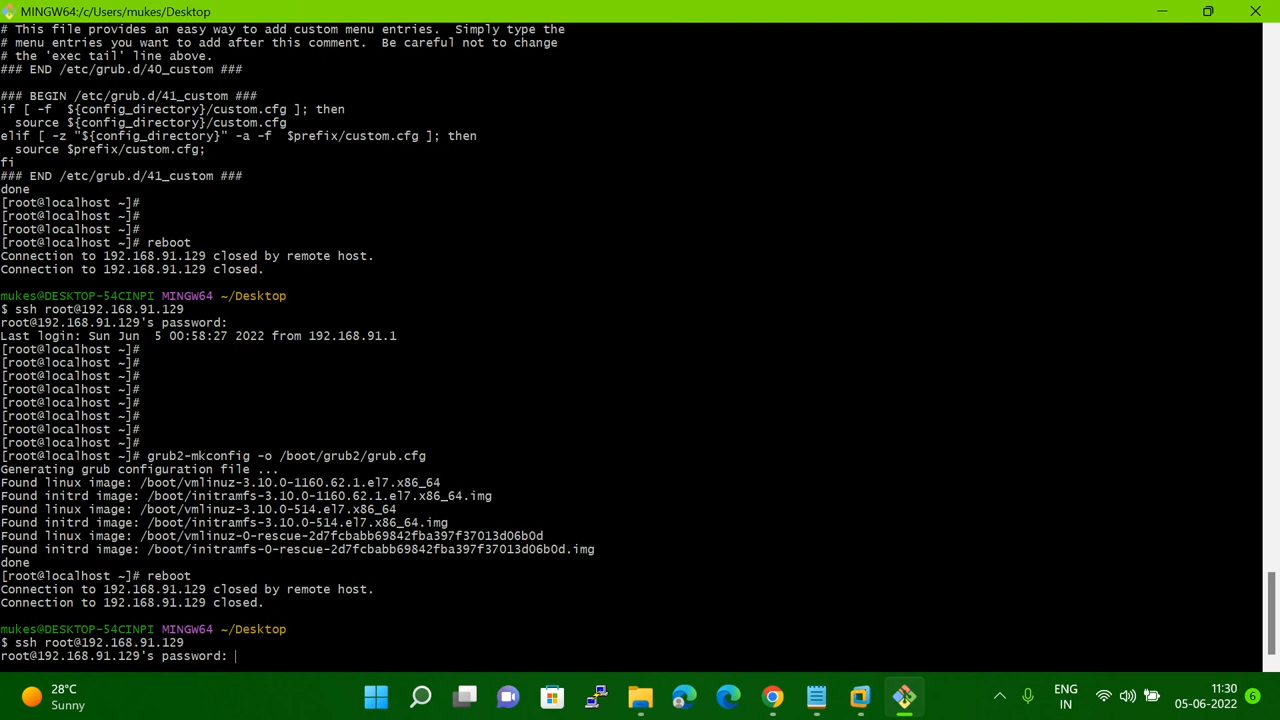 MINGW64:/c/Users/mukes/Desktop
# This file provides an easy way to add custom menu entries.  Simply type the
# menu entries you want to add after this comment.  Be careful not to change
# the 'exec tail' line above.
### END /etc/grub.d/40_custom ###
### BEGIN /etc/grub.d/41_custom ###
if [ -f  ${config_directory}/custom.cfg ]; then
  source ${config_directory}/custom.cfg
elif [ -z "${config_directory}" -a -f  $prefix/custom.cfg ]; then
  source $prefix/custom.cfg;
fi
### END /etc/grub.d/41_custom ###
done
[root@localhost ~]#
[root@localhost ~]#
[root@localhost ~]#
[root@localhost ~]# reboot
Connection to 192.168.91.129 closed by remote host.
Connection to 192.168.91.129 closed.
mukes@DESKTOP-54CINPI MINGW64 ~/Desktop
$ ssh root@192.168.91.129
root@192.168.91.129's password:
Last login: Sun Jun  5 00:58:27 2022 from 192.168.91.1
[root@localhost ~]#
[root@localhost ~]#
[root@localhost ~]#
[root@localhost ~]#
[root@localhost ~]#
[root@localhost ~]#
[root@localhost ~]#
[root@localhost ~]#
[root@localhost ~]# grub2-mkconfig -o /boot/grub2/grub.cfg
Generating grub configuration file ...
Found linux image: /boot/vmlinuz-3.10.0-1160.62.1.el7.x86_64
Found initrd image: /boot/initramfs-3.10.0-1160.62.1.el7.x86_64.img
Found linux image: /boot/vmlinuz-3.10.0-514.el7.x86_64
Found initrd image: /boot/initramfs-3.10.0-514.el7.x86_64.img
Found linux image: /boot/vmlinuz-0-rescue-2d7fcbabb69842fba397f37013d06b0d
Found initrd image: /boot/initramfs-0-rescue-2d7fcbabb69842fba397f37013d06b0d.img
done
[root@localhost ~]# reboot
Connection to 192.168.91.129 closed by remote host.
Connection to 192.168.91.129 closed.
mukes@DESKTOP-54CINPI MINGW64 ~/Desktop
$ ssh root@192.168.91.129
root@192.168.91.129's password:
28°C
Sunny
ENG
IN
11:30
05-06-2022
6